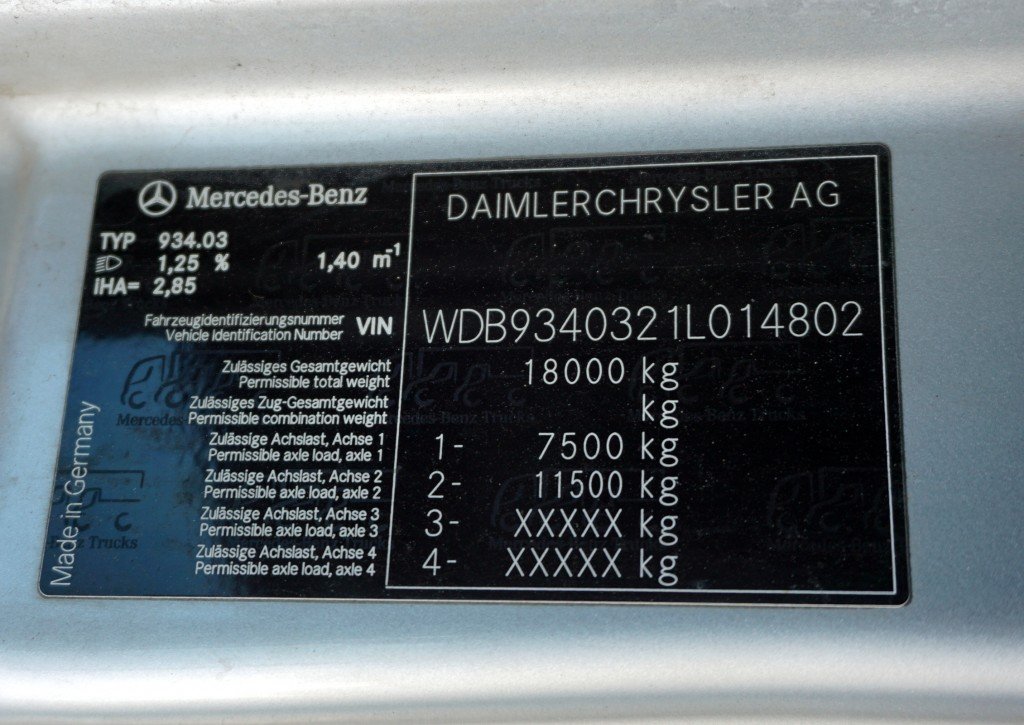 Mercedes-Benz
DAIMLERCHRYSLER AG
TYP 934.03
1,25 % 1,40 m⁻¹
IHA= 2,85
Fahrzeugidentifizierungsnummer
Vehicle Identification Number VIN WDB9340321L014802
Zulässiges Gesamtgewicht
Permissible total weight 18000 kg
Zulässiges Zug-Gesamtgewicht
Permissible combination weight kg
Zulässige Achslast, Achse 1
Permissible axle load, axle 1 1- 7500 kg
Zulässige Achslast, Achse 2
Permissible axle load, axle 2 2- 11500 kg
Zulässige Achslast, Achse 3
Permissible axle load, axle 3 3- XXXXX kg
Zulässige Achslast, Achse 4
Permissible axle load, axle 4 4- XXXXX kg
Made in Germany